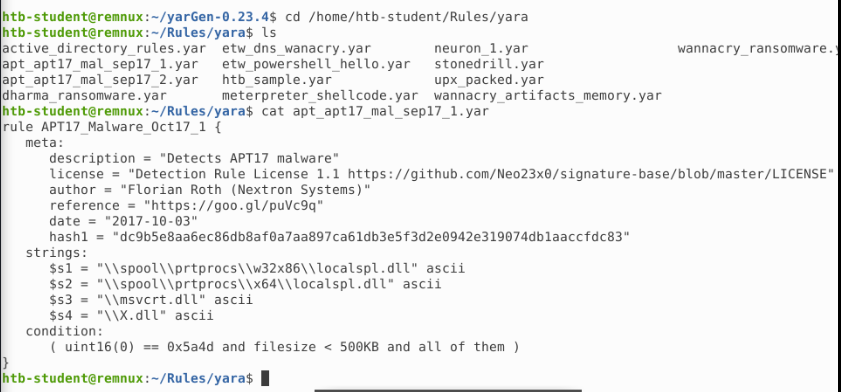 htb-student@remnux:~/yarGen-0.23.4$ cd /home/htb-student/Rules/yara
htb-student@remnux:~/Rules/yara$ ls
active_directory_rules.yar  etw_dns_wanacry.yar       neuron_1.yar                   wannacry_ransomware.y
apt_apt17_mal_sep17_1.yar   etw_powershell_hello.yar  stonedrill.yar
apt_apt17_mal_sep17_2.yar   htb_sample.yar            upx_packed.yar
dharma_ransomware.yar       meterpreter_shellcode.yar  wannacry_artifacts_memory.yar
htb-student@remnux:~/Rules/yara$ cat apt_apt17_mal_sep17_1.yar
rule APT17_Malware_Oct17_1 {
   meta:
      description = "Detects APT17 malware"
      license = "Detection Rule License 1.1 https://github.com/Neo23x0/signature-base/blob/master/LICENSE"
      author = "Florian Roth (Nextron Systems)"
      reference = "https://goo.gl/puVc9q"
      date = "2017-10-03"
      hash1 = "dc9b5e8aa6ec86db8af0a7aa897ca61db3e5f3d2e0942e319074db1aaccfdc83"
   strings:
      $s1 = "\\spool\\prtprocs\\w32x86\\localspl.dll" ascii
      $s2 = "\\spool\\prtprocs\\x64\\localspl.dll" ascii
      $s3 = "\\msvcrt.dll" ascii
      $s4 = "\\X.dll" ascii
   condition:
      ( uint16(0) == 0x5a4d and filesize < 500KB and all of them )
}
htb-student@remnux:~/Rules/yara$